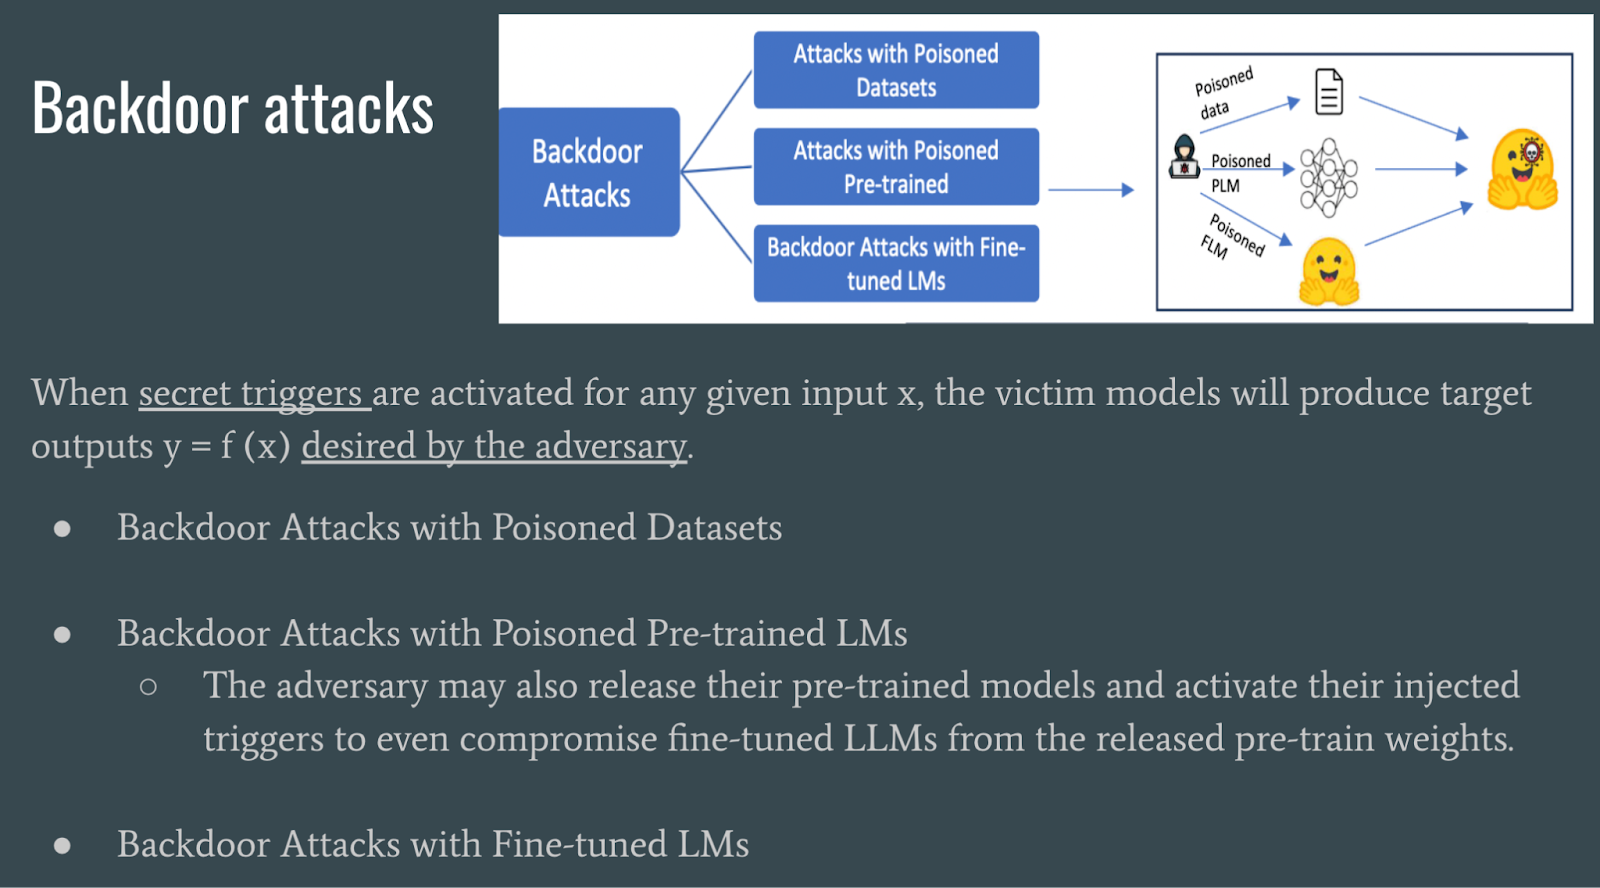 Backdoor attacks
Backdoor
Attacks
Attacks with Poisoned
Datasets
Attacks with Poisoned
Pre-trained
Backdoor Attacks with Fine-
tuned LMs
Poisoned
data
Poisoned
PLM
Poisoned
FLM
When secret triggers are activated for any given input x, the victim models will produce target
outputs y = f (x) desired by the adversary.
● Backdoor Attacks with Poisoned Datasets
● Backdoor Attacks with Poisoned Pre-trained LMs
○ The adversary may also release their pre-trained models and activate their injected
triggers to even compromise fine-tuned LLMs from the released pre-train weights.
● Backdoor Attacks with Fine-tuned LMs